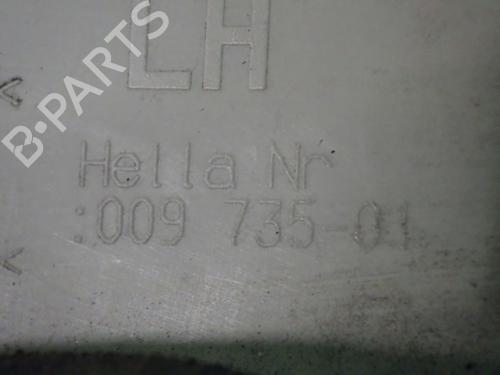 LH
B-PARTS
Hella Nr
:009 735-01
<
<